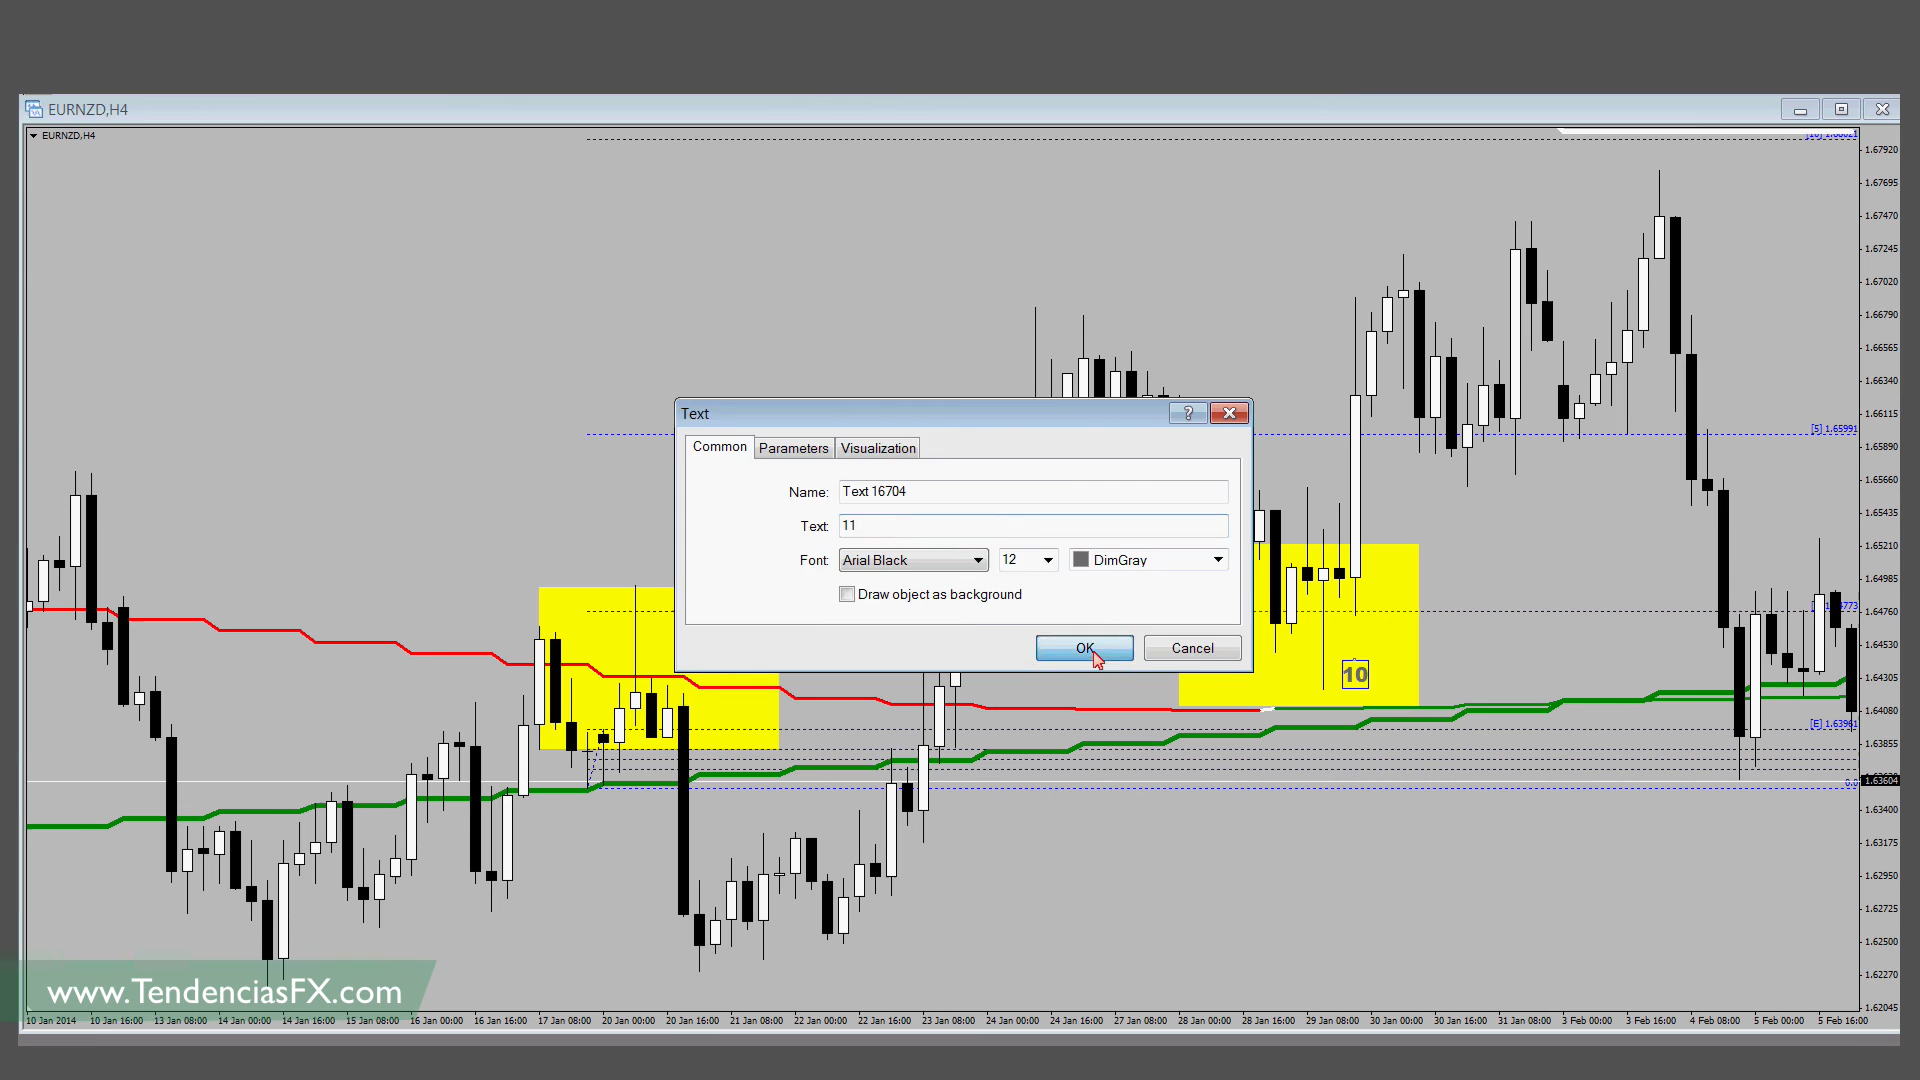 EURNZD,H4
EURNZD,H4
1.67920
1.67695
1.67470
1.67245
1.67020
1.66790
1.66565
1.66340
1.66115
[5] 1.65991
1.65890
1.65660
1.65435
1.65210
1.64985
1.64760
1.64530
1.64305
1.64080
[E] 1.63961
1.63855
1.63604
0.0
1.63400
1.63175
1.62950
1.62725
1.62500
1.62270
1.62045
Text
?
Common Parameters Visualization
Name: Text 16704
Text: 11
Font: Arial Black 12 DimGray
Draw object as background
OK Cancel
10
www.TendenciasFX.com
10 Jan 2014 10 Jan 16:00 13 Jan 08:00 14 Jan 00:00 14 Jan 16:00 15 Jan 08:00 16 Jan 00:00 16 Jan 16:00 17 Jan 08:00 20 Jan 00:00 20 Jan 16:00 21 Jan 08:00 22 Jan 00:00 22 Jan 16:00 23 Jan 08:00 24 Jan 00:00 24 Jan 16:00 27 Jan 08:00 28 Jan 00:00 28 Jan 16:00 29 Jan 08:00 30 Jan 00:00 30 Jan 16:00 31 Jan 08:00 3 Feb 00:00 3 Feb 16:00 4 Feb 08:00 5 Feb 00:00 5 Feb 16:00